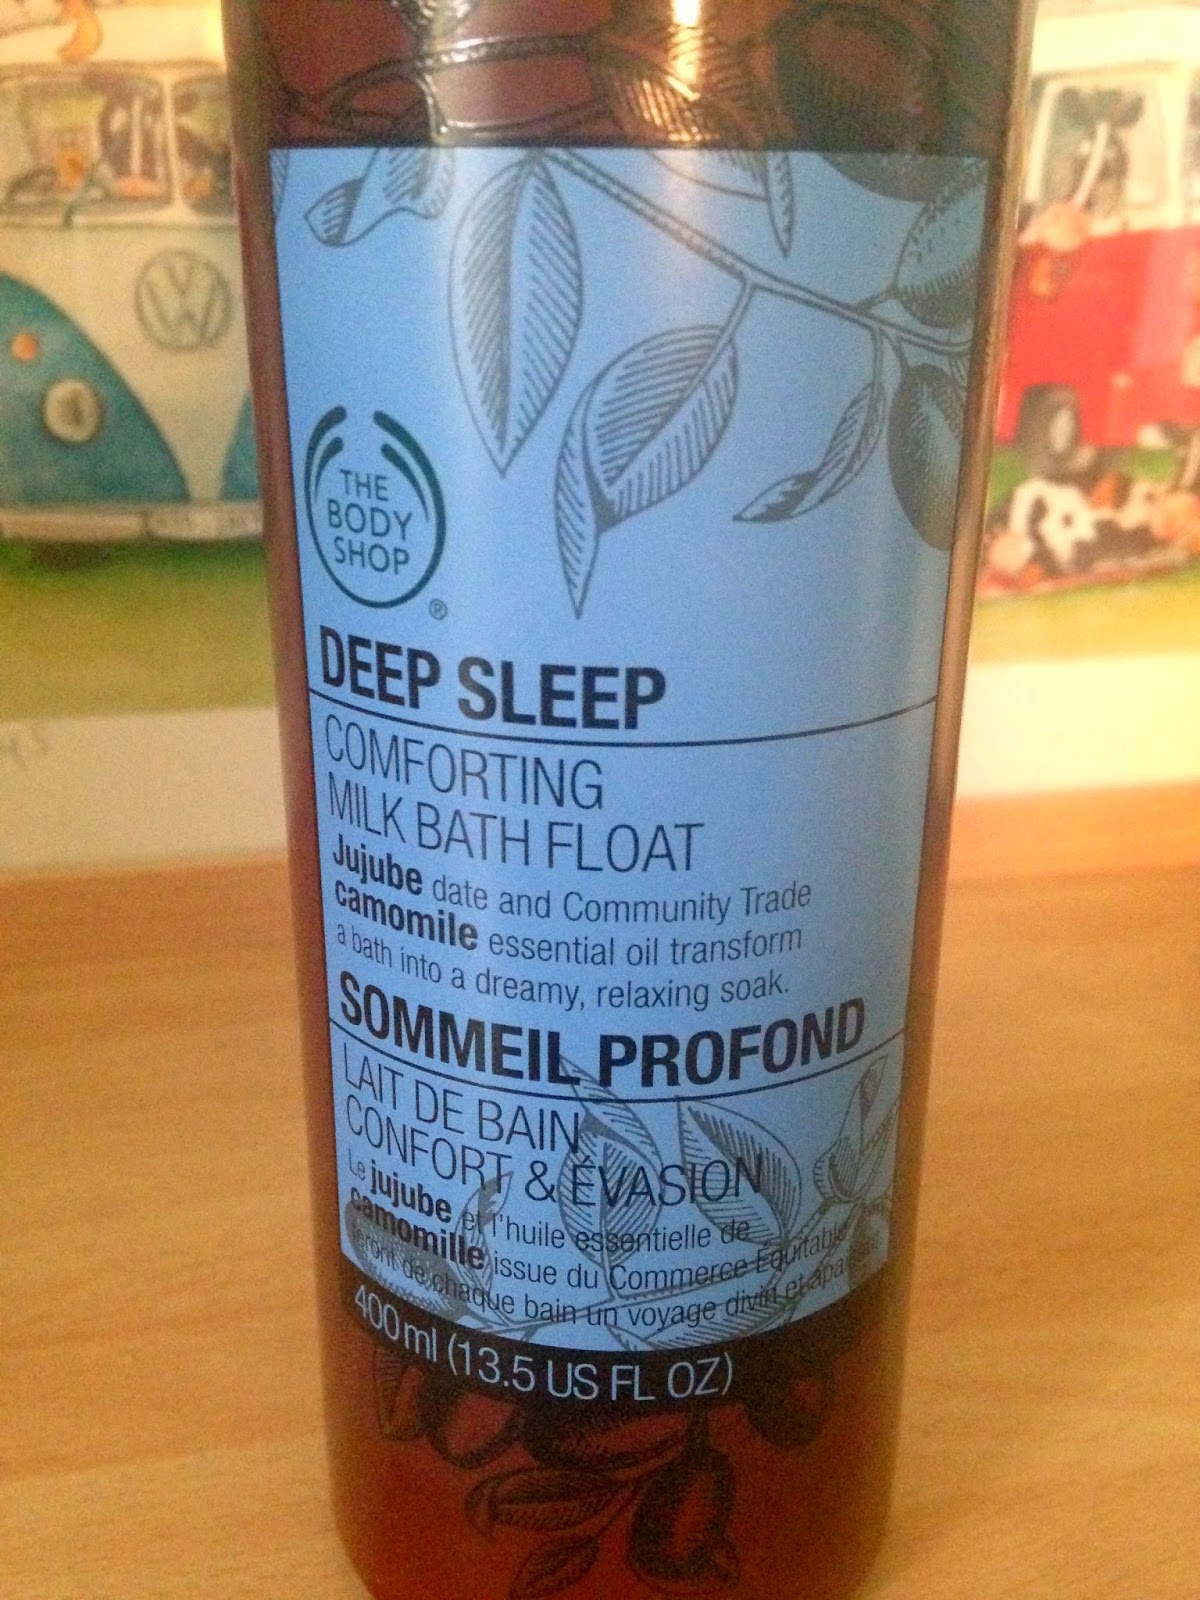 THE
BODY
SHOP
®
DEEP SLEEP
COMFORTING
MILK BATH FLOAT
Jujube date and Community Trade
camomile essential oil transform
a bath into a dreamy, relaxing soak.
SOMMEIL PROFOND
LAIT DE BAIN
CONFORT & ÉVASION
Le jujube et l'huile essentielle de
camomille issue du Commerce Équitable
feront de chaque bain un voyage divin et apaisant
400 ml (13.5 US FL OZ)
VW